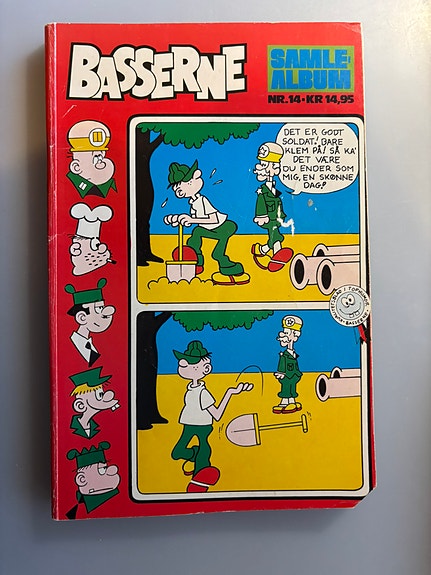 BASSERNE
SAMLE-
ALBUM
NR.14·KR 14,95
DET ER GODT
SOLDAT! BARE
KLEM PÅ! SÅ KA'
DET VÆRE
DU ENDER SOM
MIG, EN SKØNNE
DAG!